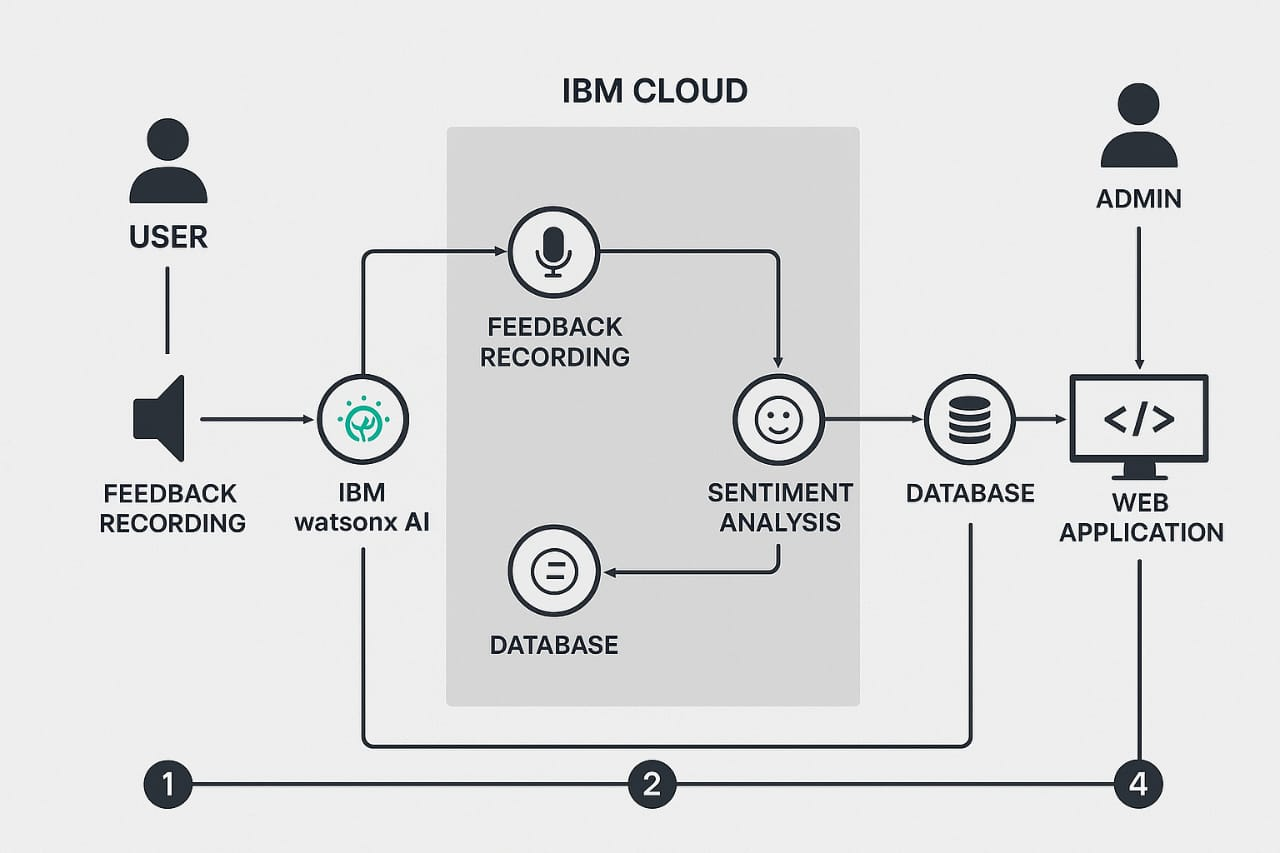 IBM CLOUD
USER
ADMIN
FEEDBACK
RECORDING
FEEDBACK
RECORDING
IBM
watsonx AI
SENTIMENT
ANALYSIS
DATABASE
</>
WEB
APPLICATION
DATABASE
1
2
4